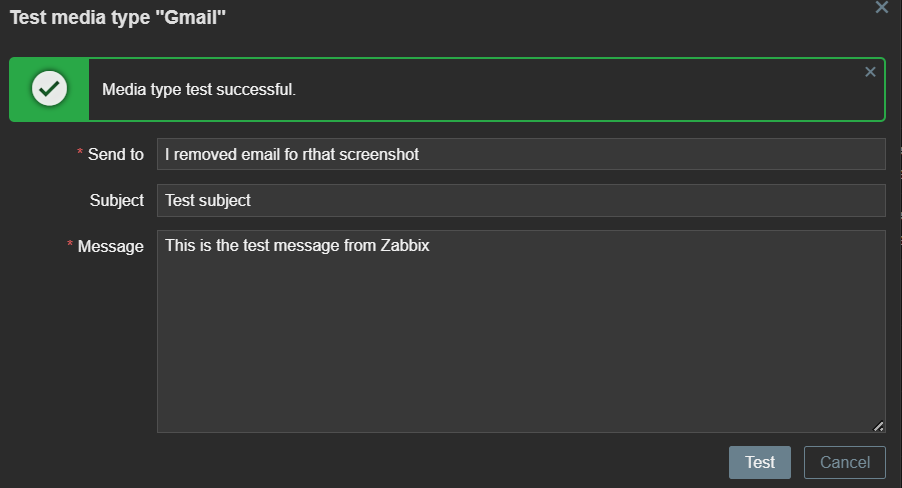 Test media type "Gmail"
Media type test successful.
* Send to I removed email fo rthat screenshot
Subject Test subject
* Message This is the test message from Zabbix
Test Cancel